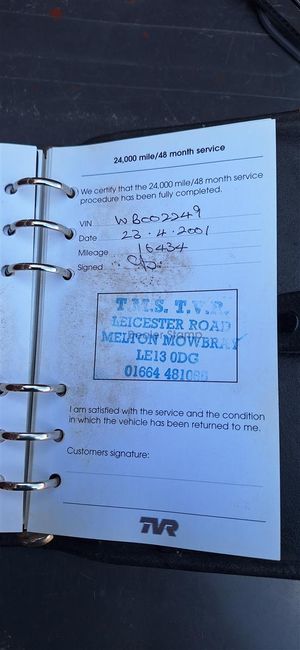 24,000 mile/48 month service
We certify that the 24,000 mile/48 month service
procedure has been fully completed.
VIN WB002249
Date 23.4.2001
Mileage 16434
Signed
T.M.S. T.V.R.
LEICESTER ROAD
Dealer Stamp
MELTON MOWBRAY
LE13 0DG
01664 481
I am satisfied with the service and the condition
in which the vehicle has been returned to me.
Customers signature:
TVR